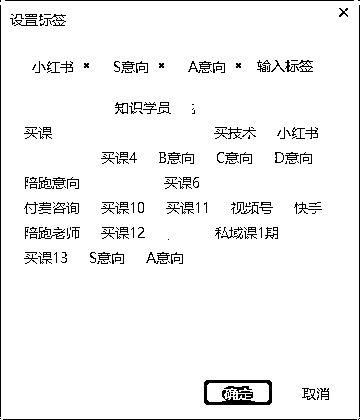 设置标签 ×
小红书 × S意向 × A意向 × 输入标签
知识学员
买课 买技术 小红书
买课4 B意向 C意向 D意向
陪跑意向 买课6
付费咨询 买课10 买课11 视频号 快手
陪跑老师 买课12 私域课1期
买课13 S意向 A意向
确定 取消